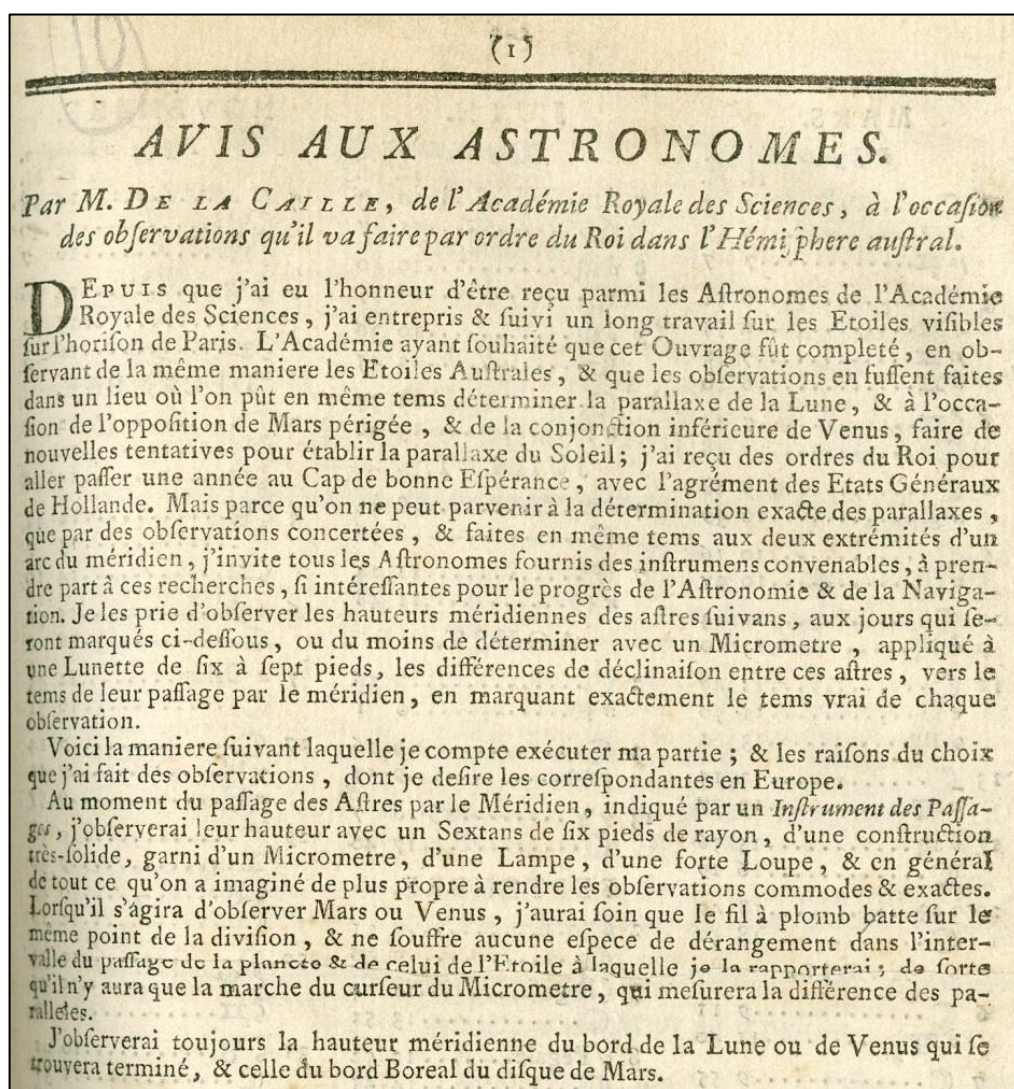 (1)
AVIS AUX ASTRONOMES.
Par M. DE LA CAILLE, de l'Académie Royale des Sciences, à l'occaſion
des obſervations qu'il va faire par ordre du Roi dans l'Hémiſphere auſtral.
DEPUIS que j'ai eu l'honneur d'être reçu parmi les Aſtronomes de l'Académie
Royale des Sciences, j'ai entrepris & ſuivi un long travail ſur les Etoiles viſibles
ſur l'horiſon de Paris. L'Académie ayant ſouhaité que cet Ouvrage fût completé, en ob-
ſervant de la même maniere les Etoiles Auſtrales, & que les obſervations en fuſſent faites
dans un lieu où l'on pût en même tems déterminer la parallaxe de la Lune, & à l'occa-
ſion de l'oppoſition de Mars périgée, & de la conjonction inférieure de Venus, faire de
nouvelles tentatives pour établir la parallaxe du Soleil; j'ai reçu des ordres du Roi pour
aller paſſer une année au Cap de bonne Eſpérance, avec l'agrément des Etats Généraux
de Hollande. Mais parce qu'on ne peut parvenir à la détermination exacte des parallaxes,
que par des obſervations concertées, & faites en même tems aux deux extrémités d'un
arc du méridien, j'invite tous les Aſtronomes fournis des inſtrumens convenables, à pren-
dre part à ces recherches, ſi intéreſſantes pour le progrès de l'Aſtronomie & de la Naviga-
tion. Je les prie d'obſerver les hauteurs méridiennes des aſtres ſuivans, aux jours qui ſe-
ront marqués ci-deſſous, ou du moins de déterminer avec un Micrometre, appliqué à
une Lunette de ſix à ſept pieds, les différences de déclinaiſon entre ces aſtres, vers le
tems de leur paſſage par le méridien, en marquant exactement le tems vrai de chaque
obſervation.
Voici la maniere ſuivant laquelle je compte exécuter ma partie; & les raiſons du choix
que j'ai fait des obſervations, dont je deſire les correſpondantes en Europe.
Au moment du paſſage des Aſtres par le Méridien, indiqué par un Inſtrument des Paſſa-
ges, j'obſerverai leur hauteur avec un Sextans de ſix pieds de rayon, d'une conſtruction
très-ſolide, garni d'un Micrometre, d'une Lampe, d'une forte Loupe, & en général
de tout ce qu'on a imaginé de plus propre à rendre les obſervations commodes & exactes.
Lorſqu'il s'agira d'obſerver Mars ou Venus, j'aurai ſoin que le fil à plomb batte ſur le
même point de la diviſion, & ne ſouffre aucune eſpece de dérangement dans l'inter-
valle du paſſage de la planete & de celui de l'Etoile à laquelle je la rapporterai; de ſorte
qu'il n'y aura que la marche du curſeur du Micrometre, qui meſurera la différence des pa-
ralleles.
J'obſerverai toujours la hauteur méridienne du bord de la Lune ou de Venus qui ſe
trouvera terminé, & celle du bord Boreal du diſque de Mars.